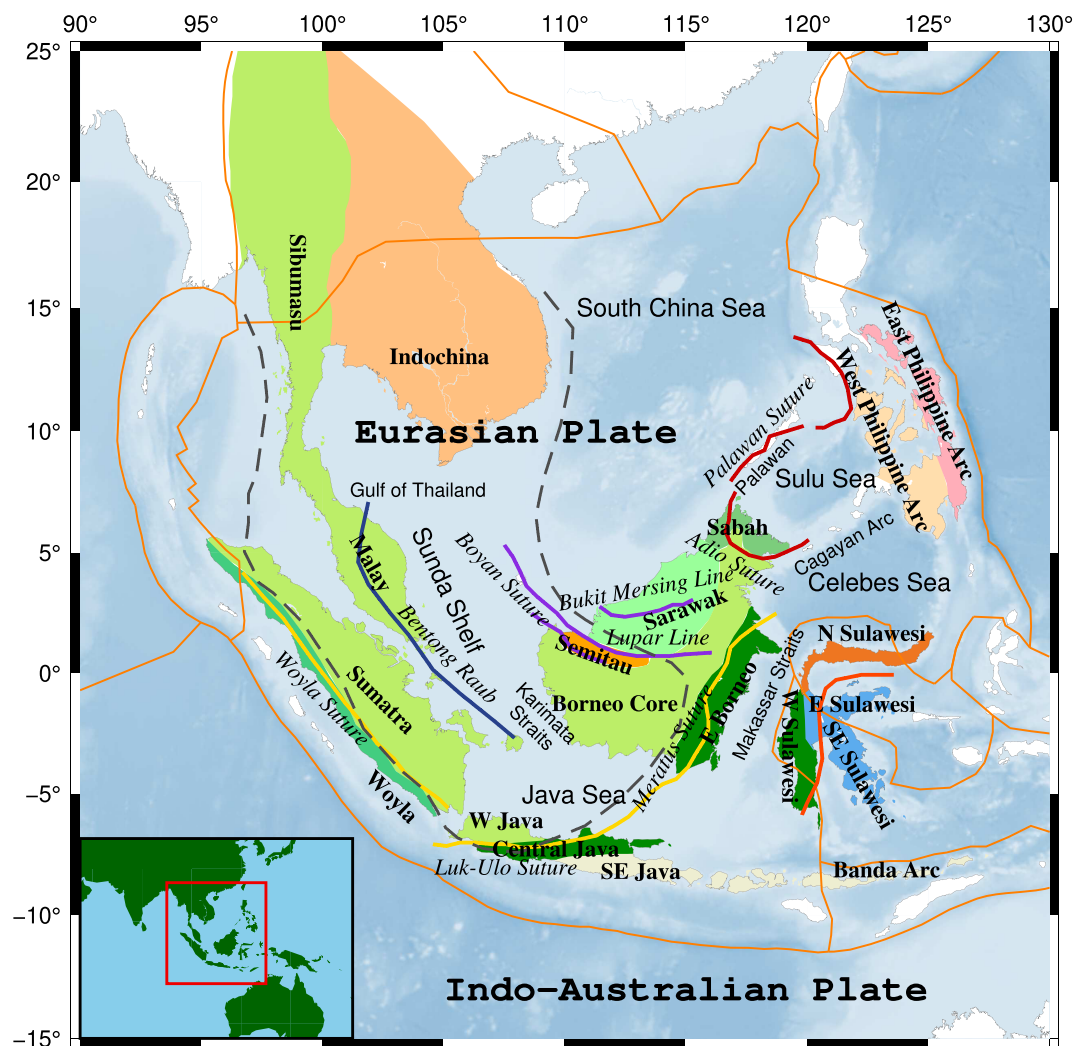 90° 95° 100° 105° 110° 115° 120° 125° 130°
25°
20°
15°
10°
5°
0°
−5°
−10°
−15°
Sibumasu
Indochina
South China Sea
East Philippine Arc
West Philippine Arc
Eurasian Plate
Palawan Suture
Palawan
Sulu Sea
Gulf of Thailand
Sabah
Cagayan Arc
Adio Suture
Celebes Sea
Malay
Sunda Shelf
Boyan Suture
Bukit Mersing Line
Sarawak
Bentong Raub
Lupar Line
Semitau
N Sulawesi
Woyla Suture
Sumatra
Karimata
Straits
Borneo Core
E Borneo
Makassar Straits
E Sulawesi
W Sulawesi
SE Sulawesi
Meratus Suture
Woyla
Java Sea
W Java
Central Java
Luk-Ulo Suture
SE Java
Banda Arc
Indo−Australian Plate